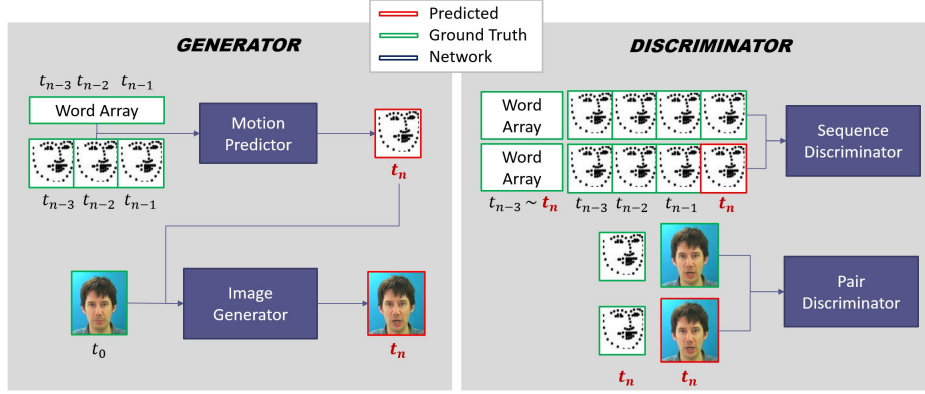 Predicted
Ground Truth
Network
GENERATOR
t_{n-3} t_{n-2} t_{n-1}
Word Array
Motion
Predictor
t_n
t_{n-3} t_{n-2} t_{n-1}
Image
Generator
t_0
t_n
DISCRIMINATOR
Word
Array
Word
Array
Sequence
Discriminator
t_{n-3} ~ t_n t_{n-3} t_{n-2} t_{n-1} t_n
Pair
Discriminator
t_n t_n